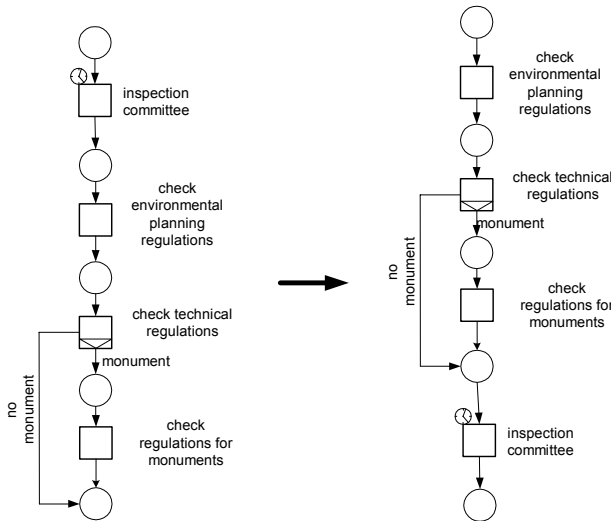 inspection
committee
check
environmental
planning
regulations
check technical
regulations
monument
no
monument
check
regulations for
monuments
check
environmental
planning
regulations
check technical
regulations
monument
no
monument
check
regulations for
monuments
inspection
committee